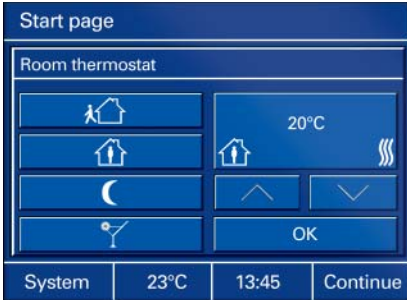 Start page
Room thermostat
20°C
OK
System 23°C 13:45 Continue